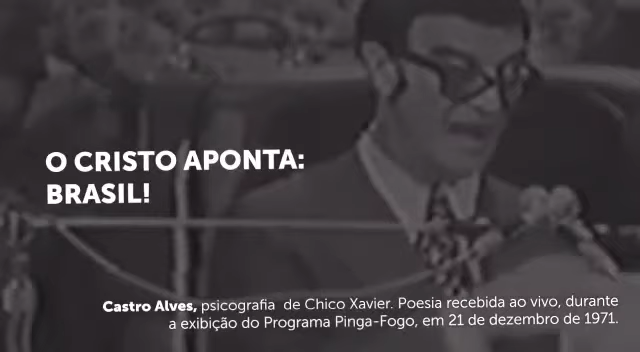 O CRISTO APONTA:
BRASIL!
Castro Alves, psicografia de Chico Xavier. Poesia recebida ao vivo, durante
a exibição do Programa Pinga-Fogo, em 21 de dezembro de 1971.